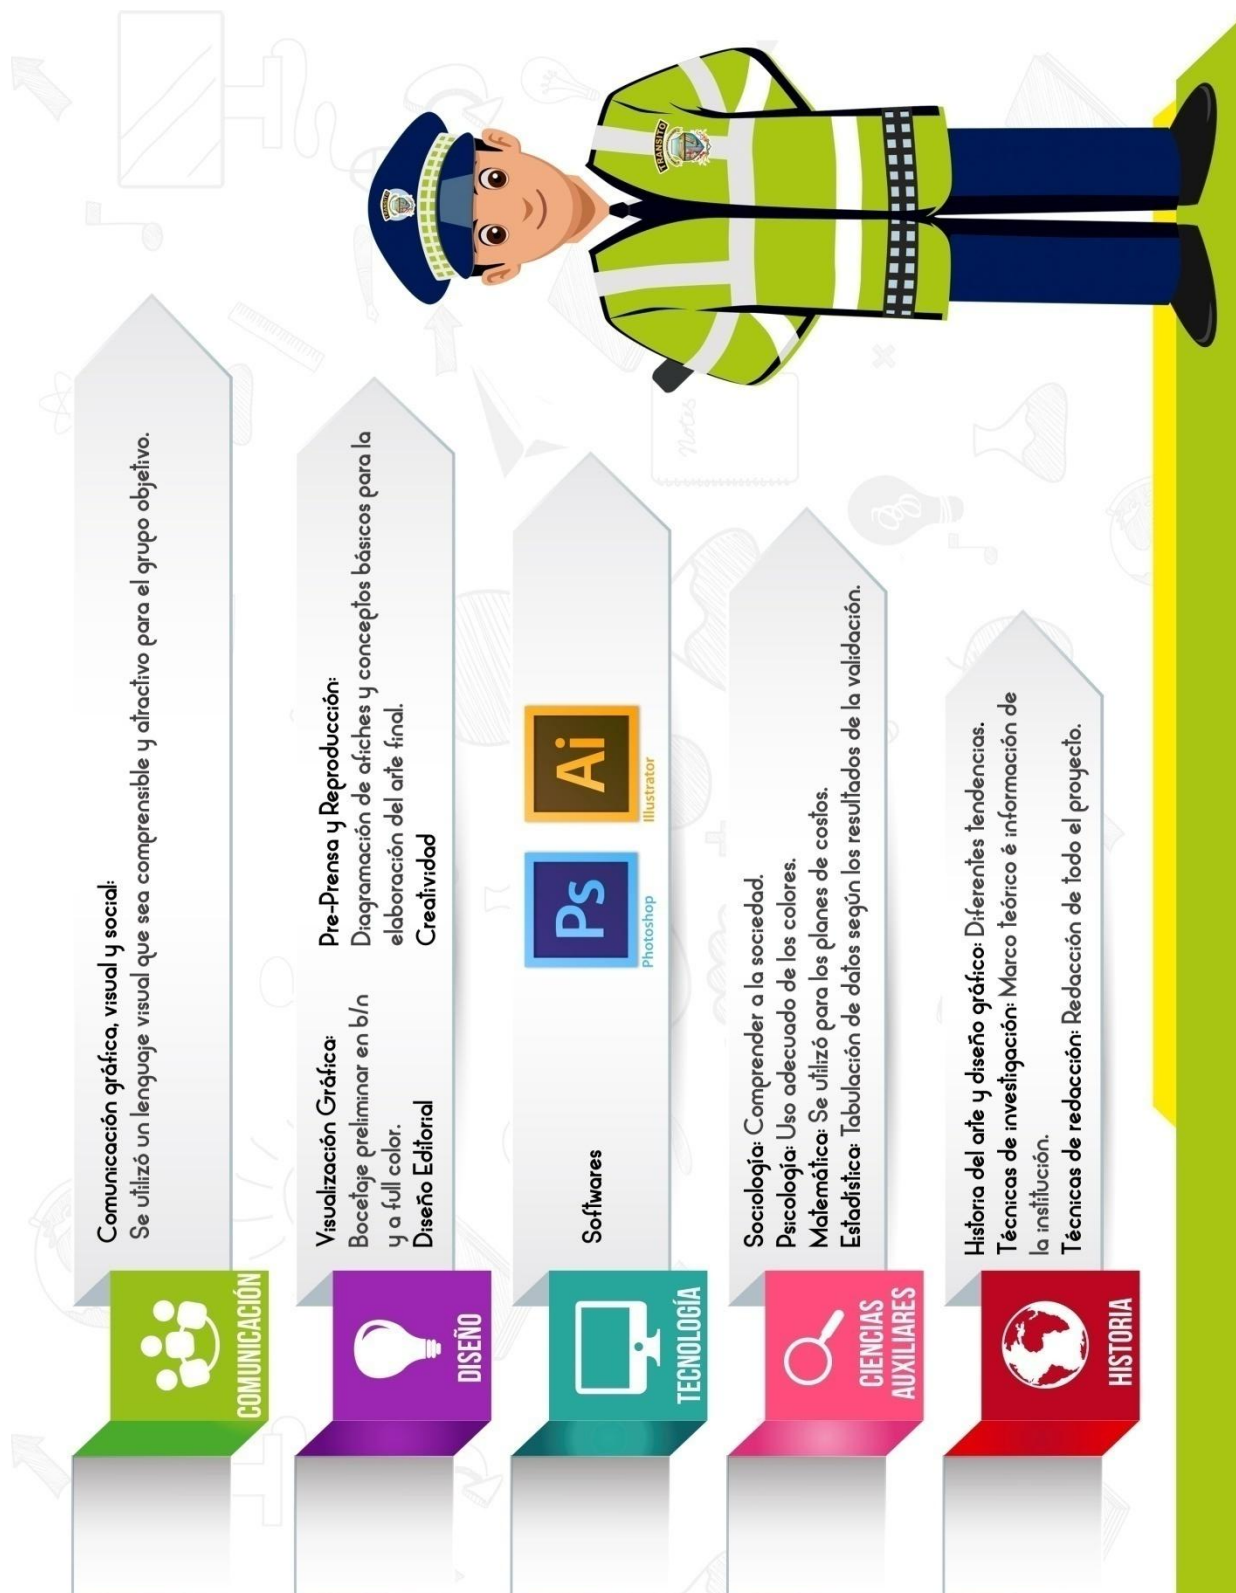 COMUNICACIÓN
Comunicación gráfica, visual y social:
Se utilizó un lenguaje visual que sea comprensible y atractivo para el grupo objetivo.
DISEÑO
Visualización Gráfica:
Bocetaje preliminar en b/n
y a full color.
Diseño Editorial
Pre-Prensa y Reproducción:
Diagramación de afiches y conceptos básicos para la
elaboración del arte final.
Creatividad
TECNOLOGÍA
Softwares
Ps
Photoshop
Ai
Illustrator
CIENCIAS
AUXILIARES
Sociología: Comprender a la sociedad.
Psicología: Uso adecuado de los colores.
Matemática: Se utilizó para los planes de costos.
Estadística: Tabulación de datos según los resultados de la validación.
HISTORIA
Historia del arte y diseño gráfico: Diferentes tendencias.
Técnicas de investigación: Marco teórico é información de
la institución.
Técnicas de redacción: Redacción de todo el proyecto.
Notes
TRANSITO
TRANSITO